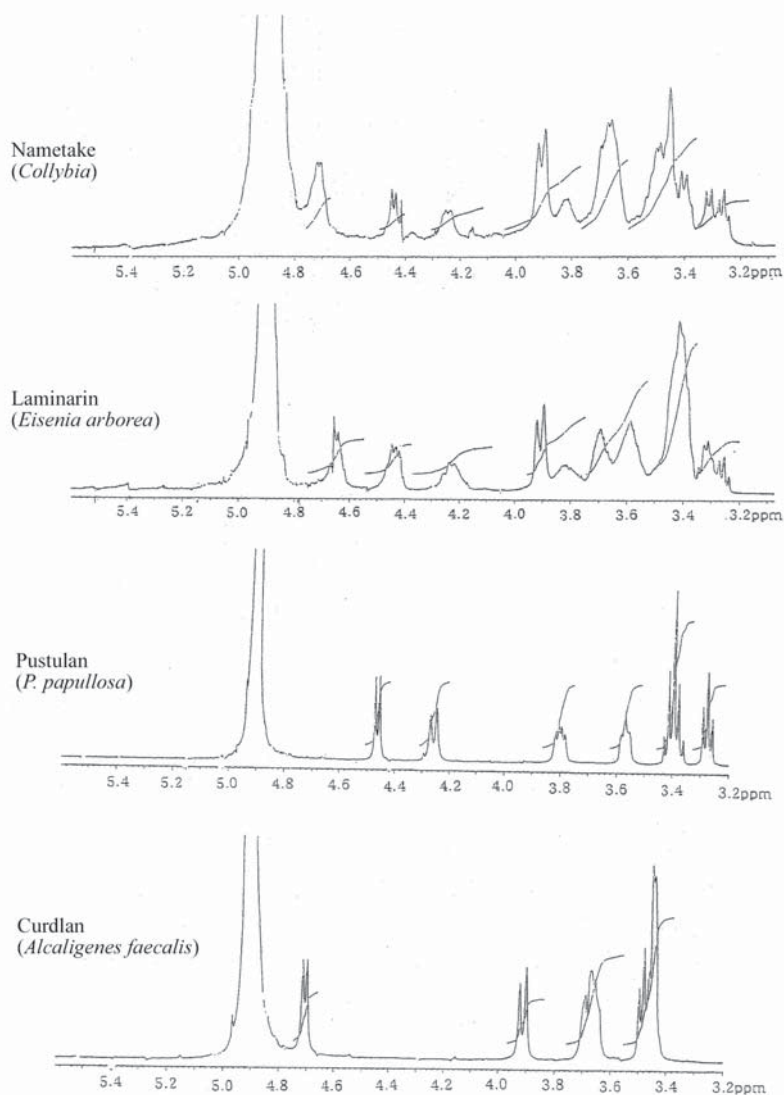 Nametake
(Collybia)
5.4 5.2 5.0 4.8 4.6 4.4 4.2 4.0 3.8 3.6 3.4 3.2ppm
Laminarin
(Eisenia arborea)
5.4 5.2 5.0 4.8 4.6 4.4 4.2 4.0 3.8 3.6 3.4 3.2ppm
Pustulan
(P. papullosa)
5.4 5.2 5.0 4.8 4.6 4.4 4.2 4.0 3.8 3.6 3.4 3.2ppm
Curdlan
(Alcaligenes faecalis)
5.4 5.2 5.0 4.8 4.6 4.4 4.2 4.0 3.8 3.6 3.4 3.2ppm